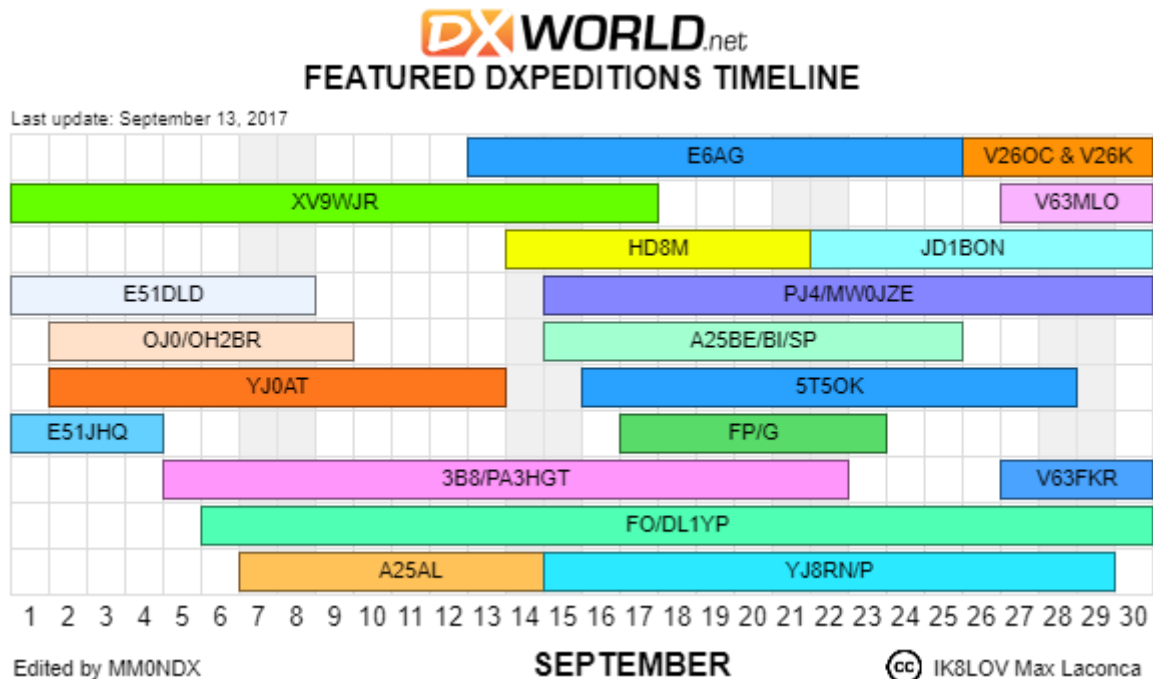 DX WORLD.net
FEATURED DXPEDITIONS TIMELINE
Last update: September 13, 2017
E6AG V26OC & V26K
XV9WJR V63MLO
HD8M JD1BON
E51DLD PJ4/MW0JZE
OJ0/OH2BR A25BE/BI/SP
YJ0AT 5T5OK
E51JHQ FP/G
3B8/PA3HGT V63FKR
FO/DL1YP
A25AL YJ8RN/P
1 2 3 4 5 6 7 8 9 10 11 12 13 14 15 16 17 18 19 20 21 22 23 24 25 26 27 28 29 30
Edited by MM0NDX SEPTEMBER cc IK8LOV Max Laconca